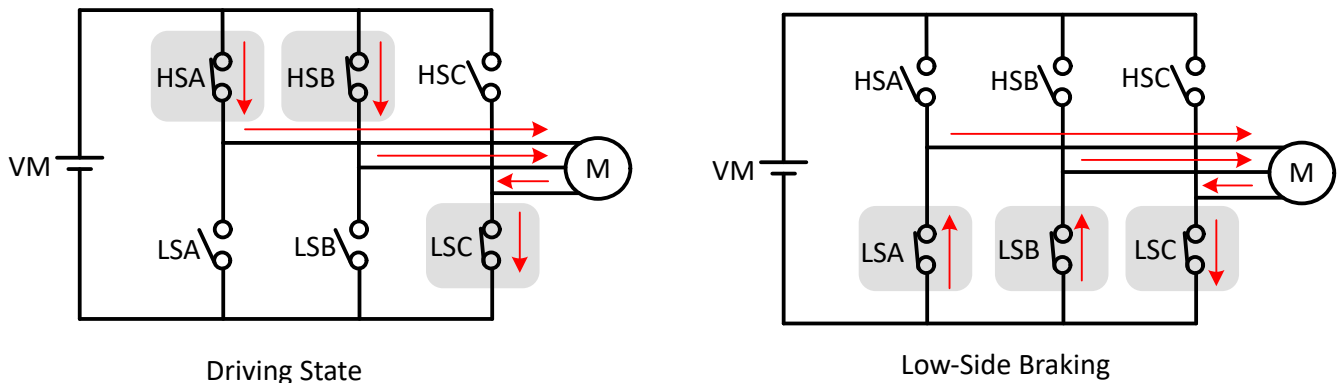 HSA
HSB
HSC
VM
M
LSA
LSB
LSC
Driving State
HSA
HSB
HSC
VM
M
LSA
LSB
LSC
Low-Side Braking